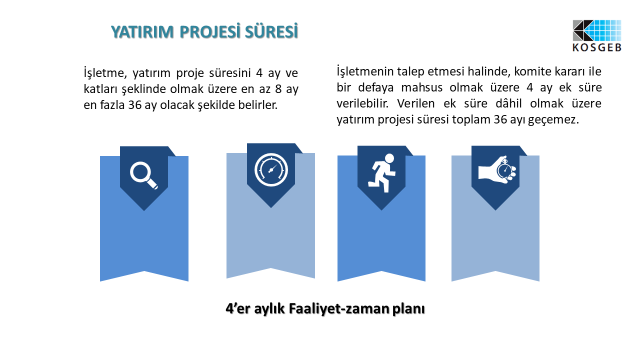 YATIRIM PROJESİ SÜRESİ
KOSGEB
İşletme, yatırım proje süresini 4 ay ve
katları şeklinde olmak üzere en az 8 ay
en fazla 36 ay olacak şekilde belirler.
İşletmenin talep etmesi halinde, komite kararı ile
bir defaya mahsus olmak üzere 4 ay ek süre
verilebilir. Verilen ek süre dâhil olmak üzere
yatırım projesi süresi toplam 36 ayı geçemez.
4'er aylık Faaliyet-zaman planı